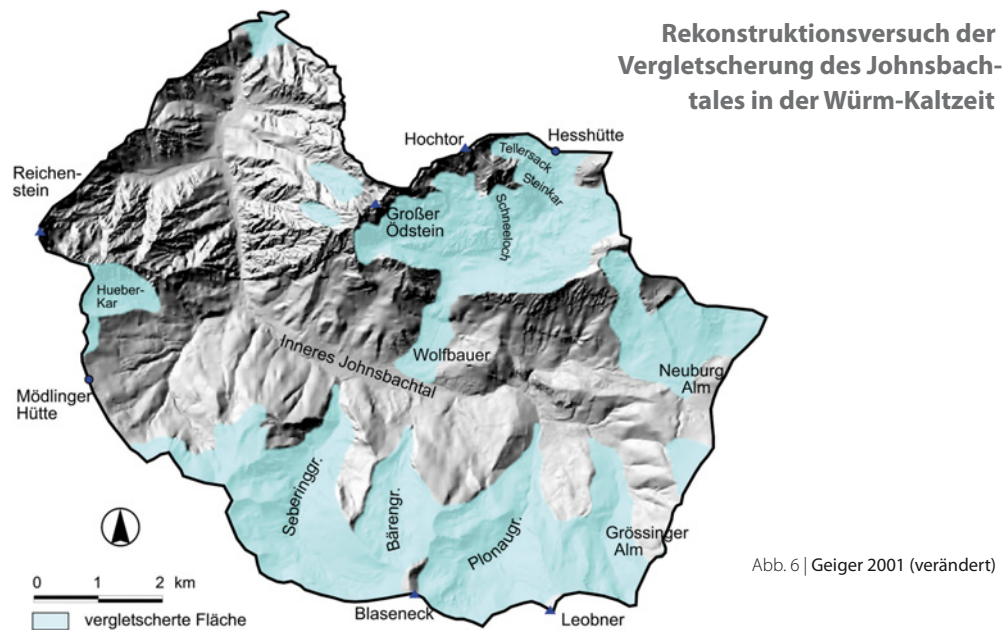 Rekonstruktionsversuch der
Vergletscherung des Johnsbach-
tales in der Würm-Kaltzeit
Hochtor
Hesshütte
Tellersack
Steinkar
Schneeloch
Reichen-
stein
Großer
Ödstein
Hueber-
Kar
Inneres Johnsbachtal
Wolfbauer
Neuburg
Alm
Mödlinger
Hütte
Seberinggr.
Bärengr.
Plonaugr.
Grössinger
Alm
Abb. 6 | Geiger 2001 (verändert)
0 1 2 km
vergletscherte Fläche
Blaseneck
Leobner